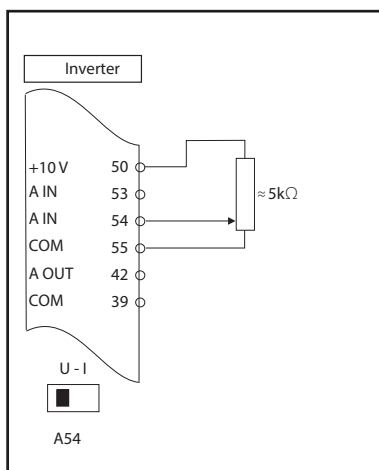 Inverter
+10 V 50
A IN 53
A IN 54
COM 55
A OUT 42
COM 39
≈ 5kΩ
U - I
A54